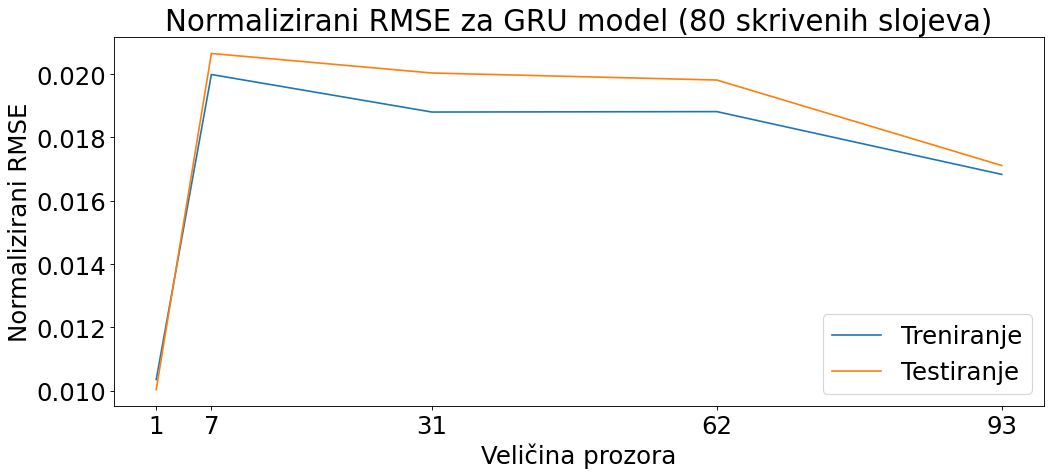 Normalizirani RMSE za GRU model (80 skrivenih slojeva)
Normalizirani RMSE
0.020
0.018
0.016
0.014
0.012
0.010
Treniranje
Testiranje
1 7 31 62 93
Veličina prozora